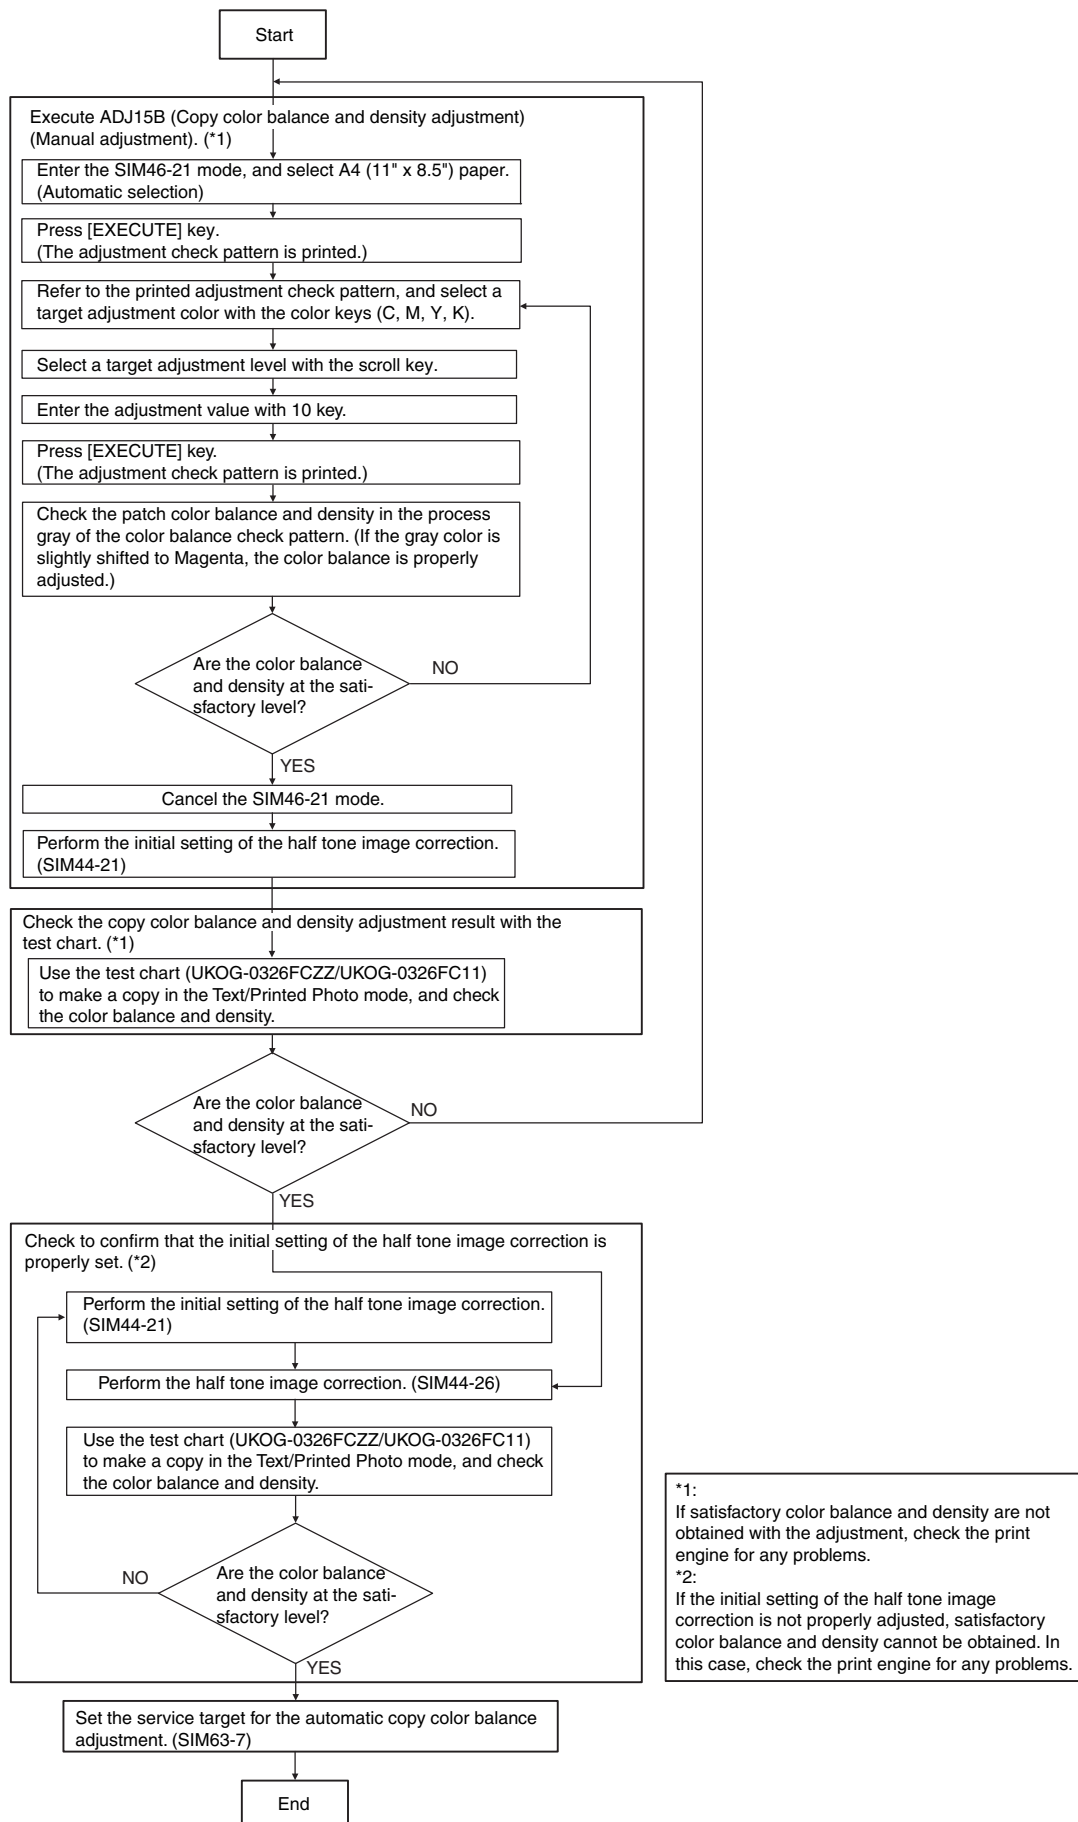 Start
Execute ADJ15B (Copy color balance and density adjustment)
(Manual adjustment). (*1)
Enter the SIM46-21 mode, and select A4 (11" x 8.5") paper.
(Automatic selection)
Press [EXECUTE] key.
(The adjustment check pattern is printed.)
Refer to the printed adjustment check pattern, and select a
target adjustment color with the color keys (C, M, Y, K).
Select a target adjustment level with the scroll key.
Enter the adjustment value with 10 key.
Press [EXECUTE] key.
(The adjustment check pattern is printed.)
Check the patch color balance and density in the process
gray of the color balance check pattern. (If the gray color is
slightly shifted to Magenta, the color balance is properly
adjusted.)
Are the color balance
and density at the sati-
sfactory level?
NO
YES
Cancel the SIM46-21 mode.
Perform the initial setting of the half tone image correction.
(SIM44-21)
Check the copy color balance and density adjustment result with the
test chart. (*1)
Use the test chart (UKOG-0326FCZZ/UKOG-0326FC11)
to make a copy in the Text/Printed Photo mode, and check
the color balance and density.
Are the color balance
and density at the sati-
sfactory level?
NO
YES
Check to confirm that the initial setting of the half tone image correction is
properly set. (*2)
Perform the initial setting of the half tone image correction.
(SIM44-21)
Perform the half tone image correction. (SIM44-26)
Use the test chart (UKOG-0326FCZZ/UKOG-0326FC11)
to make a copy in the Text/Printed Photo mode, and check
the color balance and density.
Are the color balance
and density at the sati-
sfactory level?
NO
YES
Set the service target for the automatic copy color balance
adjustment. (SIM63-7)
End
*1:
If satisfactory color balance and density are not
obtained with the adjustment, check the print
engine for any problems.
*2:
If the initial setting of the half tone image
correction is not properly adjusted, satisfactory
color balance and density cannot be obtained. In
this case, check the print engine for any problems.